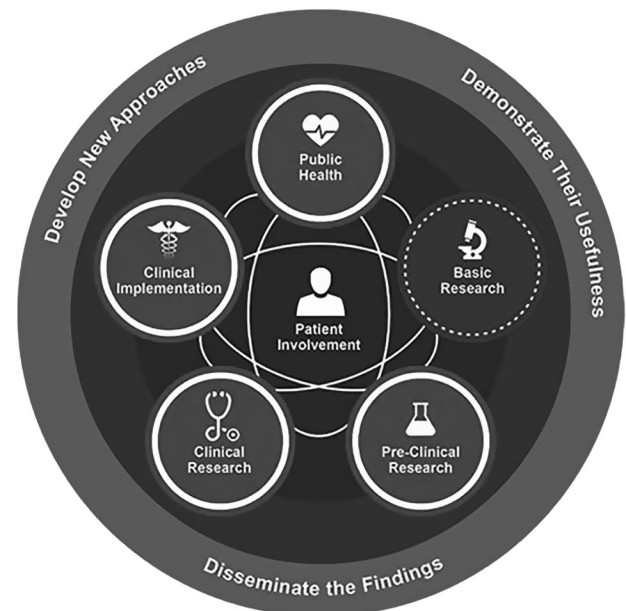 Develop New Approaches
Demonstrate Their Usefulness
Public
Health
Clinical
Implementation
Basic
Research
Patient
Involvement
Clinical
Research
Pre-Clinical
Research
Disseminate the Findings